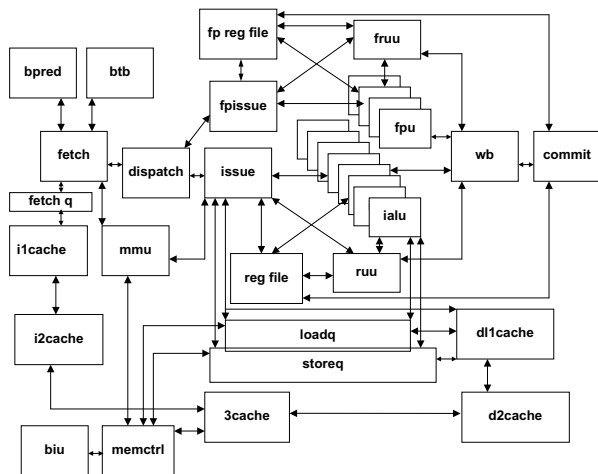 fp reg file
fruu
bpred
btb
fpissue
fpu
fetch
dispatch
issue
wb
commit
fetch q
ialu
i1cache
mmu
reg file
ruu
i2cache
loadq
dl1cache
storeq
3cache
d2cache
biu
memctrl